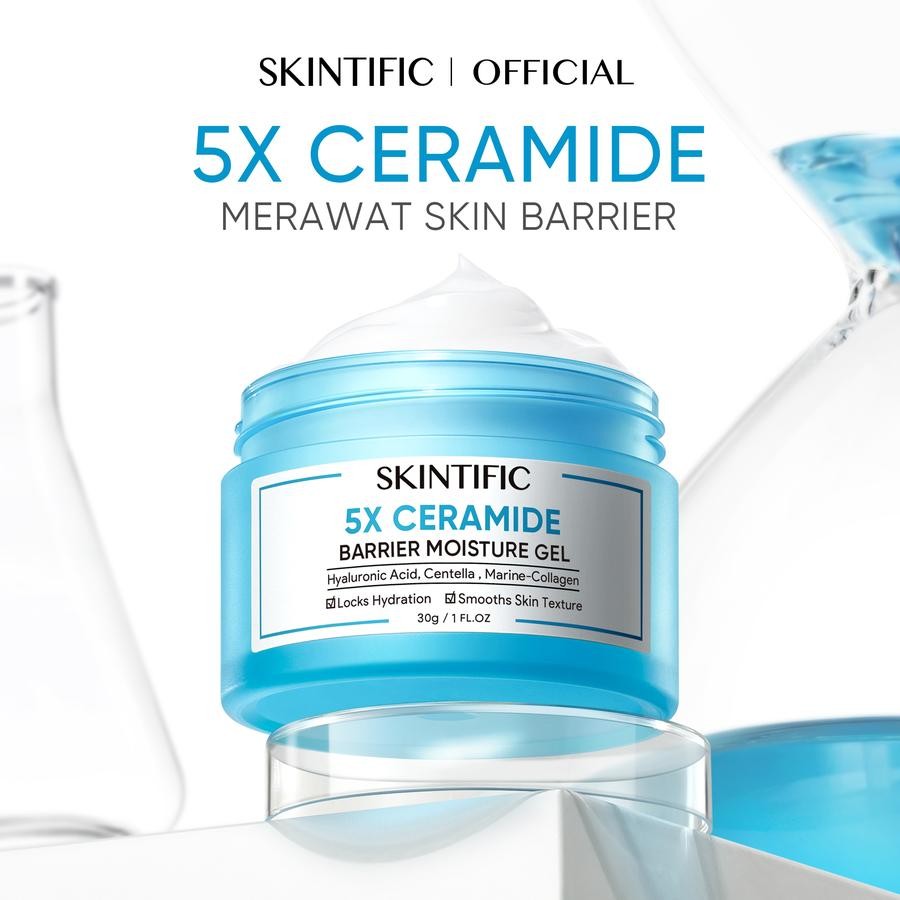 SKINTIFIC | OFFICIAL
5X CERAMIDE
MERAWAT SKIN BARRIER
SKINTIFIC
5X CERAMIDE
BARRIER MOISTURE GEL
Hyaluronic Acid, Centella , Marine-Collagen
☑Locks Hydration ☑Smooths Skin Texture
30g / 1 FL.OZ